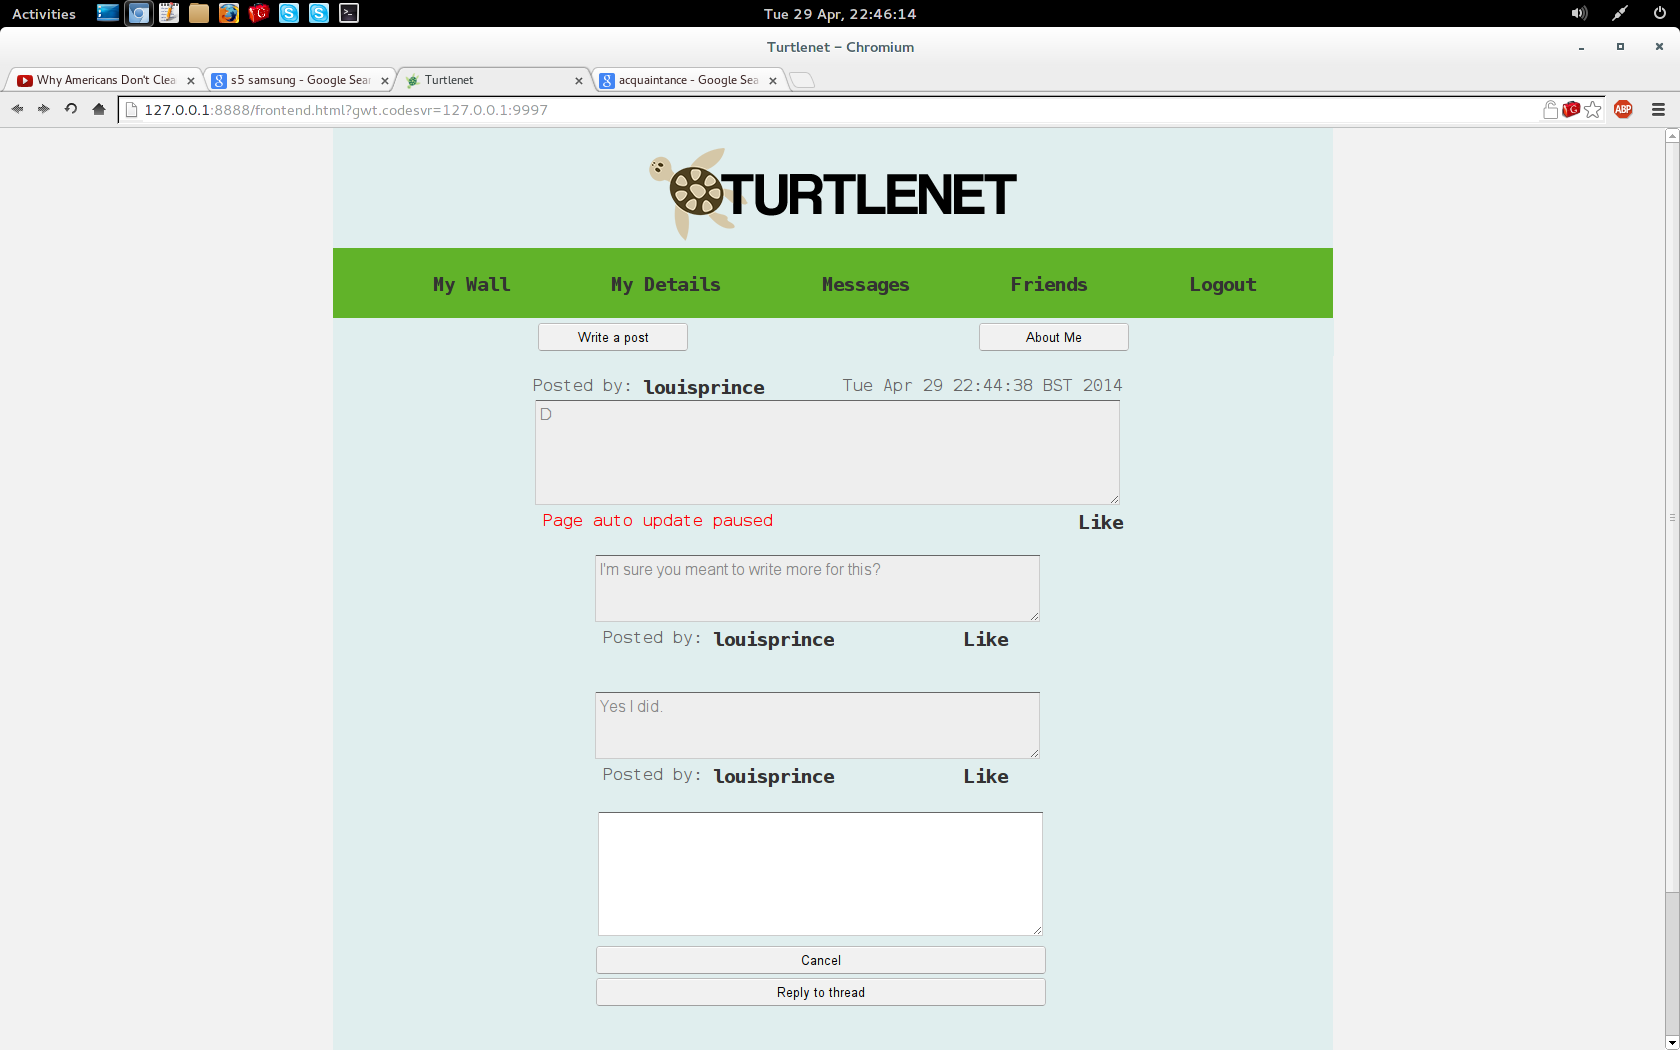 Activities
Tue 29 Apr, 22:46:14
Turtlenet - Chromium
Why Americans Don't Clea
s5 samsung - Google Sear
Turtlenet
acquaintance - Google Sea
127.0.0.1:8888/frontend.html?gwt.codesvr=127.0.0.1:9997
ABP
TURTLENET
My Wall My Details Messages Friends Logout
Write a post About Me
Posted by: louisprince Tue Apr 29 22:44:38 BST 2014
D
Page auto update paused Like
I'm sure you meant to write more for this?
Posted by: louisprince Like
Yes I did.
Posted by: louisprince Like
Cancel
Reply to thread